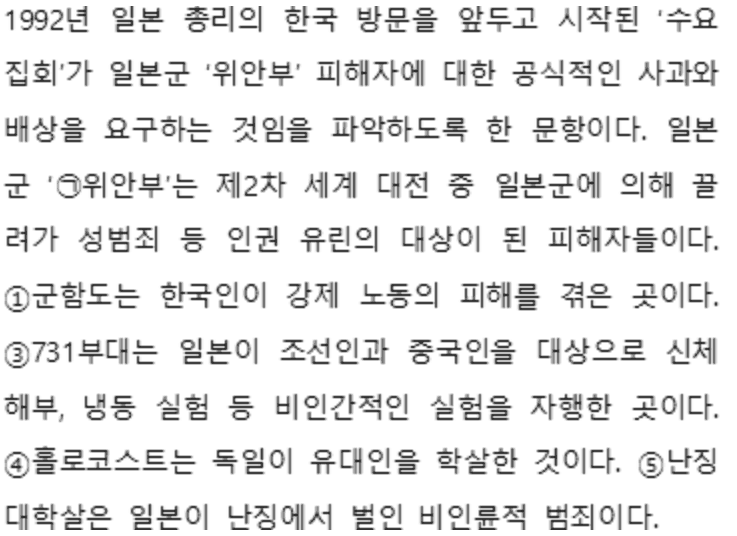 1992년 일본 총리의 한국 방문을 앞두고 시작된 '수요
집회'가 일본군 '위안부' 피해자에 대한 공식적인 사과와
배상을 요구하는 것임을 파악하도록 한 문항이다. 일본
군 '㉠위안부'는 제2차 세계 대전 중 일본군에 의해 끌
려가 성범죄 등 인권 유린의 대상이 된 피해자들이다.
①군함도는 한국인이 강제 노동의 피해를 겪은 곳이다.
③731부대는 일본이 조선인과 중국인을 대상으로 신체
해부, 냉동 실험 등 비인간적인 실험을 자행한 곳이다.
④홀로코스트는 독일이 유대인을 학살한 것이다. ⑤난징
대학살은 일본이 난징에서 벌인 비인륜적 범죄이다.